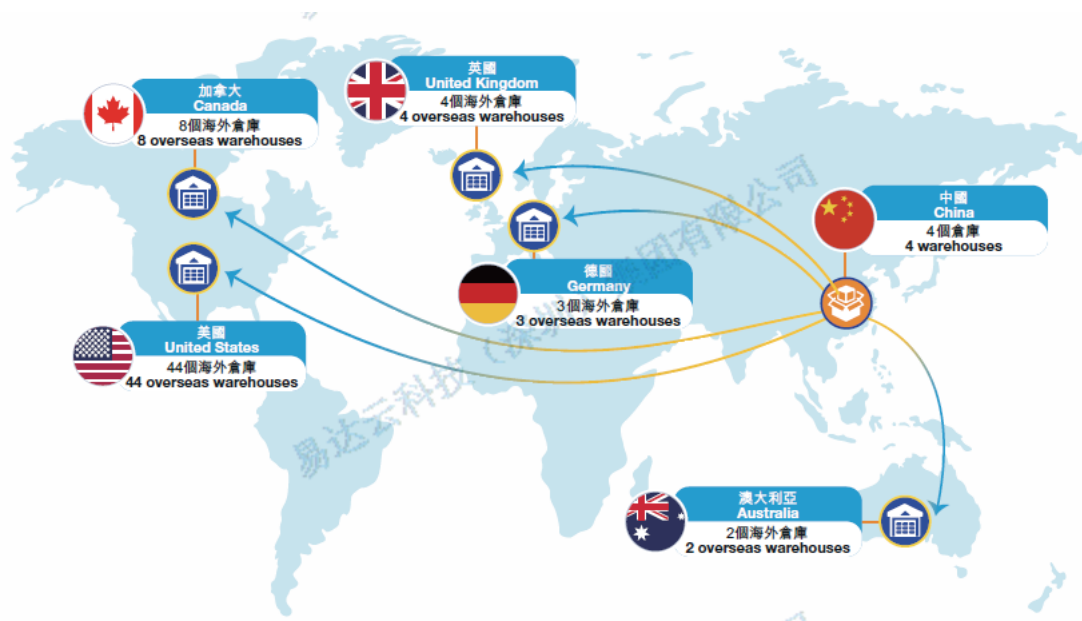 加拿大
Canada
8個海外倉庫
8 overseas warehouses
英國
United Kingdom
4個海外倉庫
4 overseas warehouses
中國
China
4個倉庫
4 warehouses
德國
Germany
3個海外倉庫
3 overseas warehouses
美國
United States
44個海外倉庫
44 overseas warehouses
澳大利亞
Australia
2個海外倉庫
2 overseas warehouses
易达云科技（深圳）集团有限公司